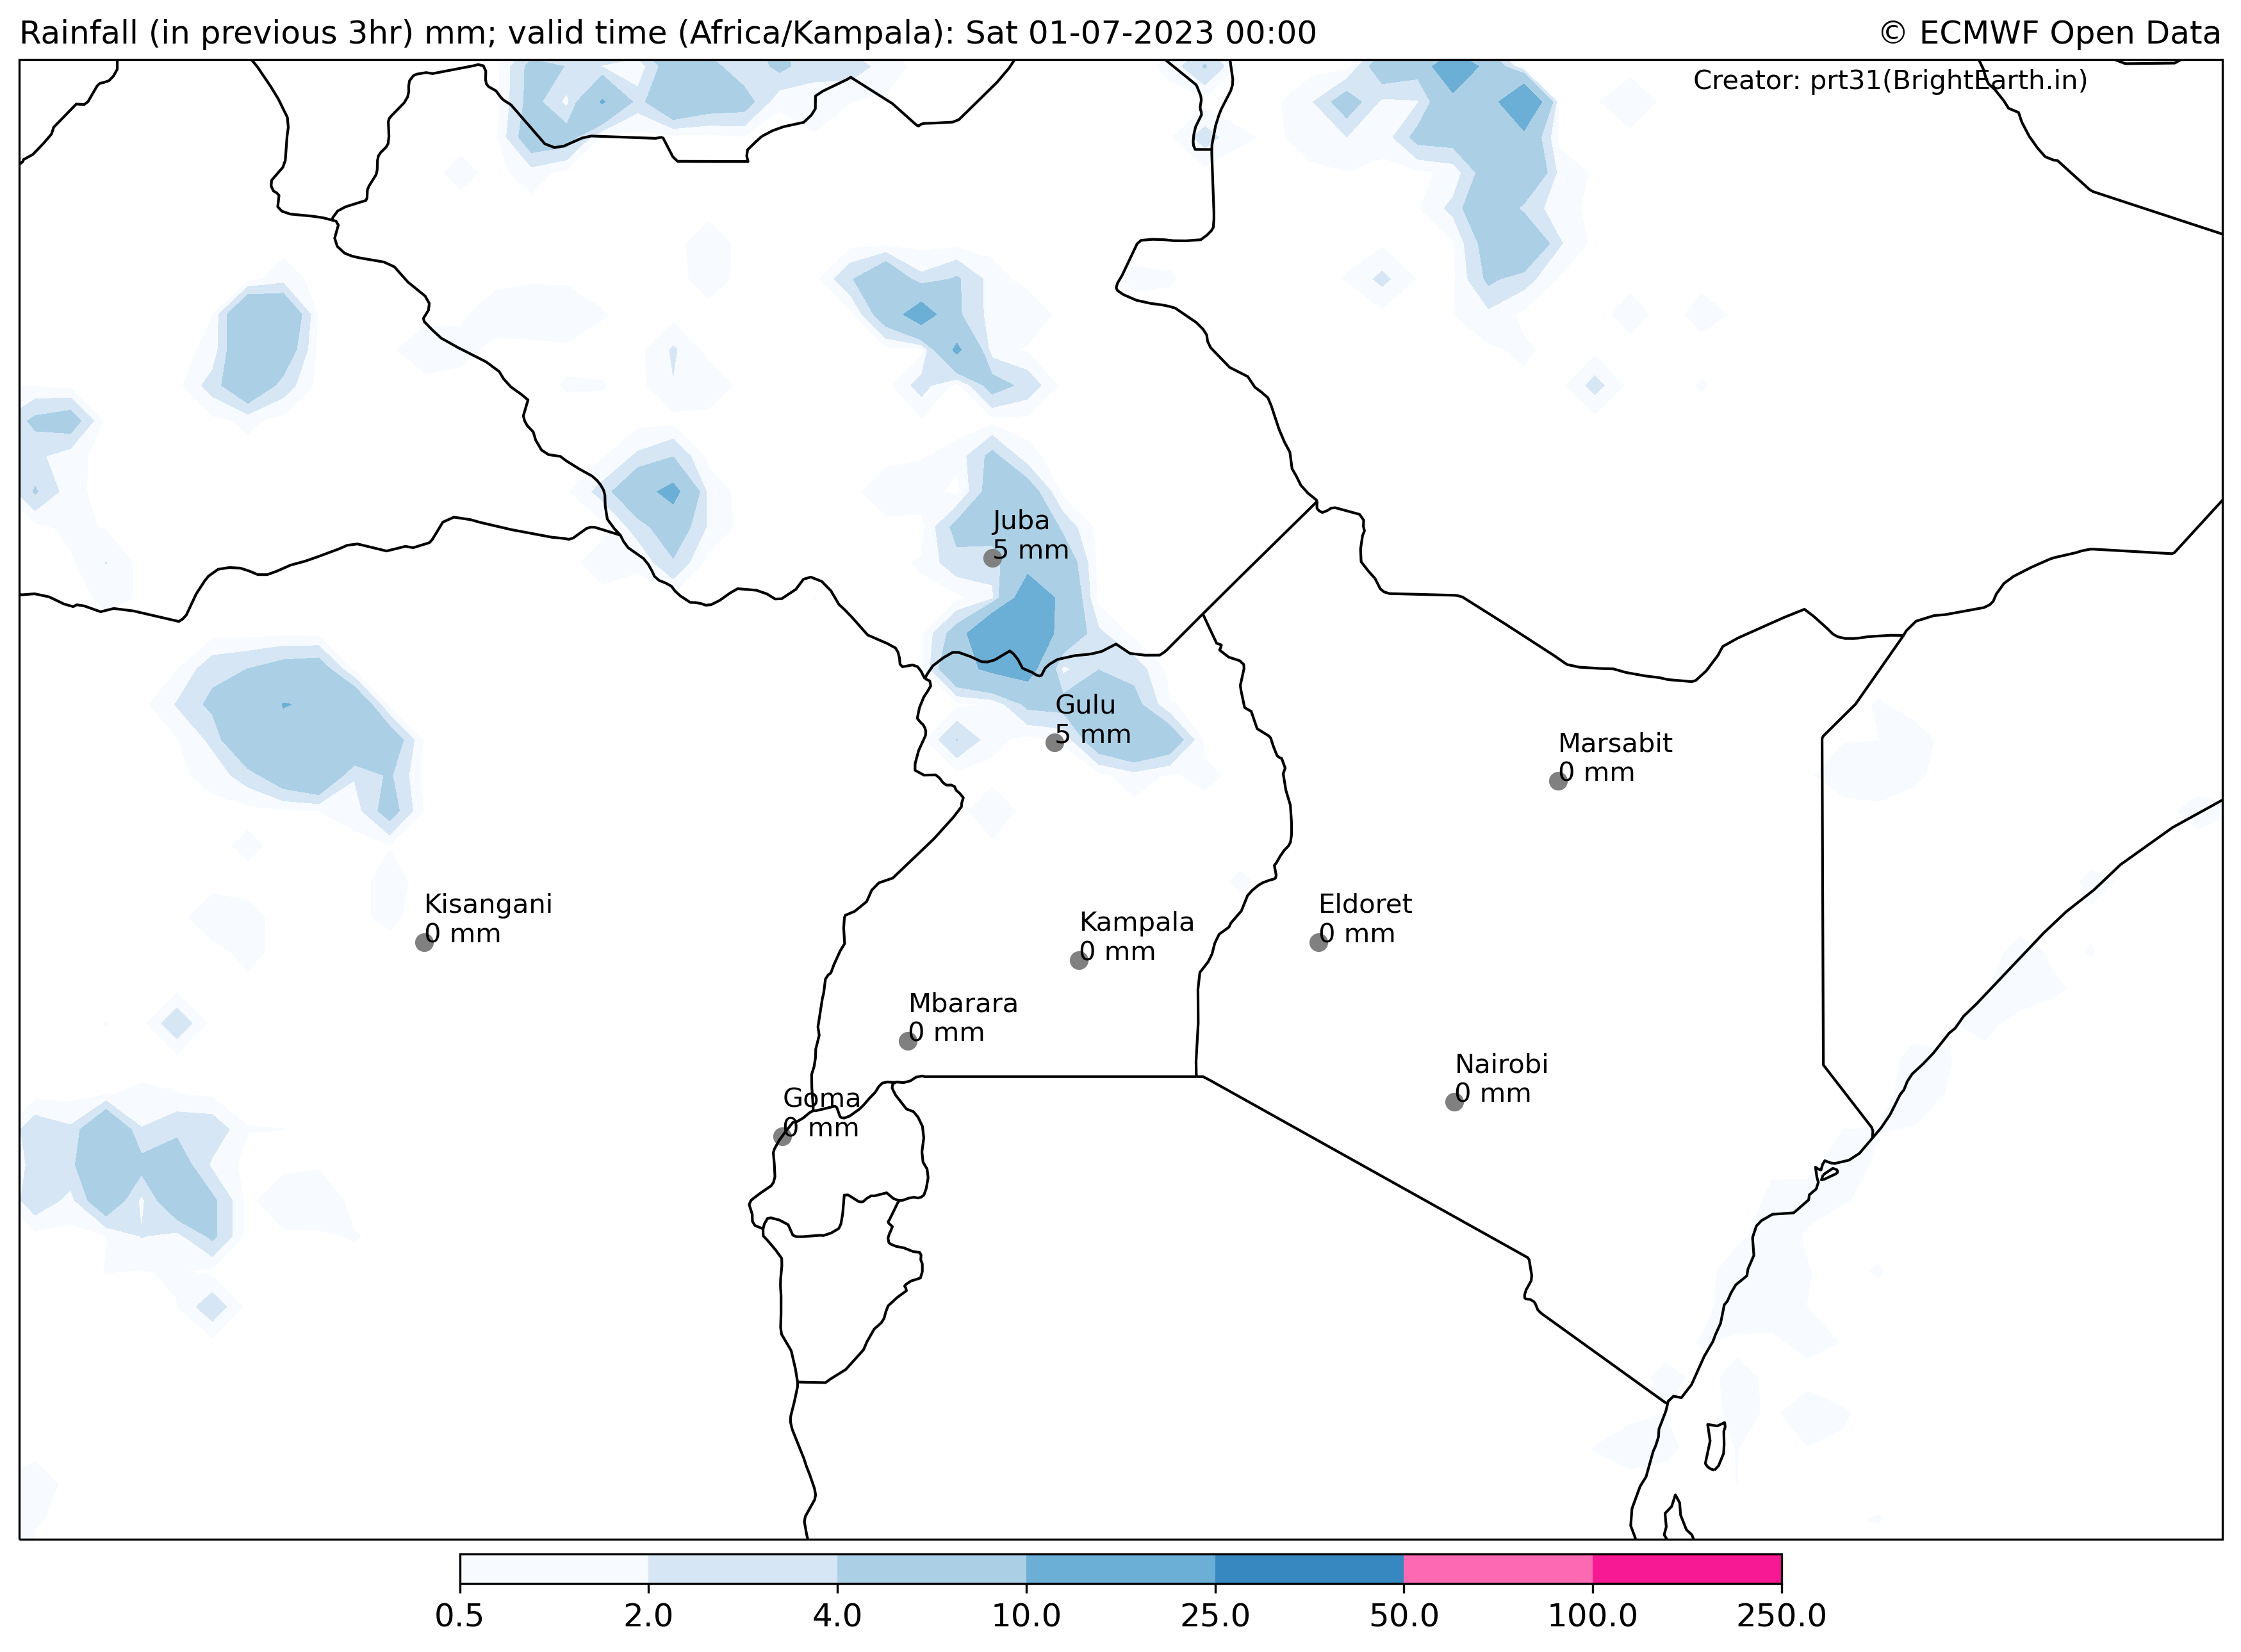 Rainfall (in previous 3hr) mm; valid time (Africa/Kampala): Sat 01-07-2023 00:00
© ECMWF Open Data
Creator: prt31(BrightEarth.in)
Juba
5 mm
Gulu
5 mm
Marsabit
0 mm
Kisangani
0 mm
Kampala
0 mm
Eldoret
0 mm
Mbarara
0 mm
Nairobi
0 mm
Goma
0 mm
0.5 2.0 4.0 10.0 25.0 50.0 100.0 250.0